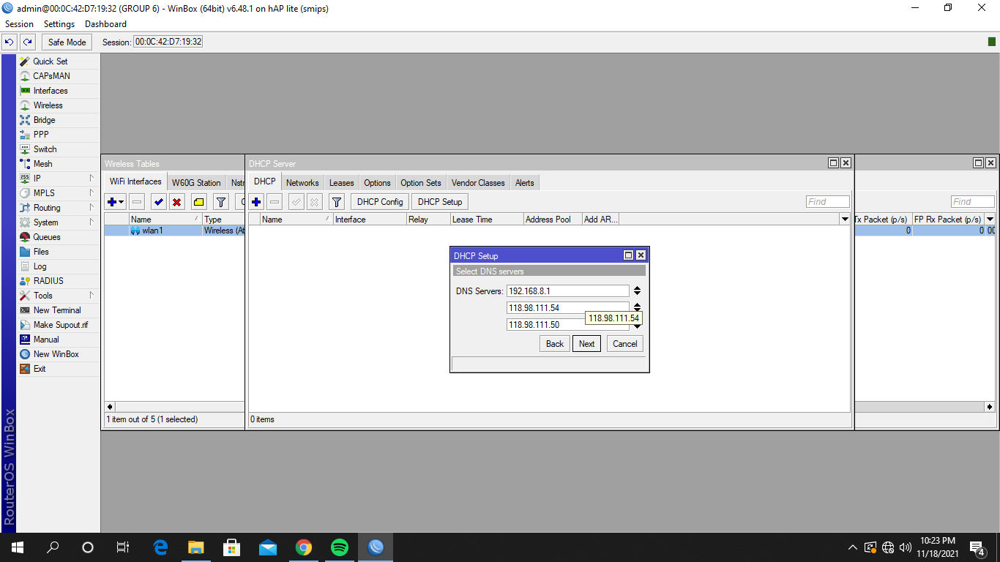 admin@00:0C:42:D7:19:32 (GROUP 6) - WinBox (64bit) v6.48.1 on hAP lite (smips)
Session Settings Dashboard
Safe Mode Session: 00:0C:42:D7:19:32
Quick Set
CAPsMAN
Interfaces
Wireless
Bridge
PPP
Switch
Mesh
IP
MPLS
Routing
System
Queues
Files
Log
RADIUS
Tools
New Terminal
Make Supout.rif
Manual
New WinBox
Exit
RouterOS WinBox
Wireless Tables
WiFi Interfaces W60G Station Nstr
Name Type
wlan1 Wireless (At
1 item out of 5 (1 selected)
DHCP Server
DHCP Networks Leases Options Option Sets Vendor Classes Alerts
DHCP Config DHCP Setup Find
Name Interface Relay Lease Time Address Pool Add AR...
0 items
Find
Tx Packet (p/s) FP Rx Packet (p/s)
0 0 00
DHCP Setup
Select DNS servers
DNS Servers: 192.168.8.1
118.98.111.54
118.98.111.54
118.98.111.50
Back Next Cancel
10:23 PM
11/18/2021
4